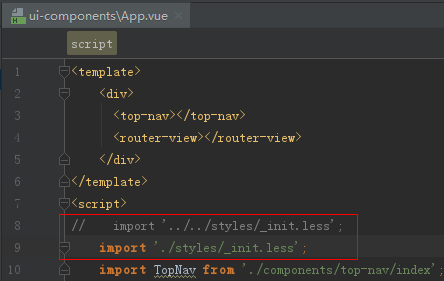 ui-components\App.vue
script
1 <template>
2 <div>
3 <top-nav></top-nav>
4 <router-view></router-view>
5 </div>
6 </template>
7 <script>
8 // import '../../styles/_init.less';
9 import './styles/_init.less';
10 import TopNav from './components/top-nav/index';